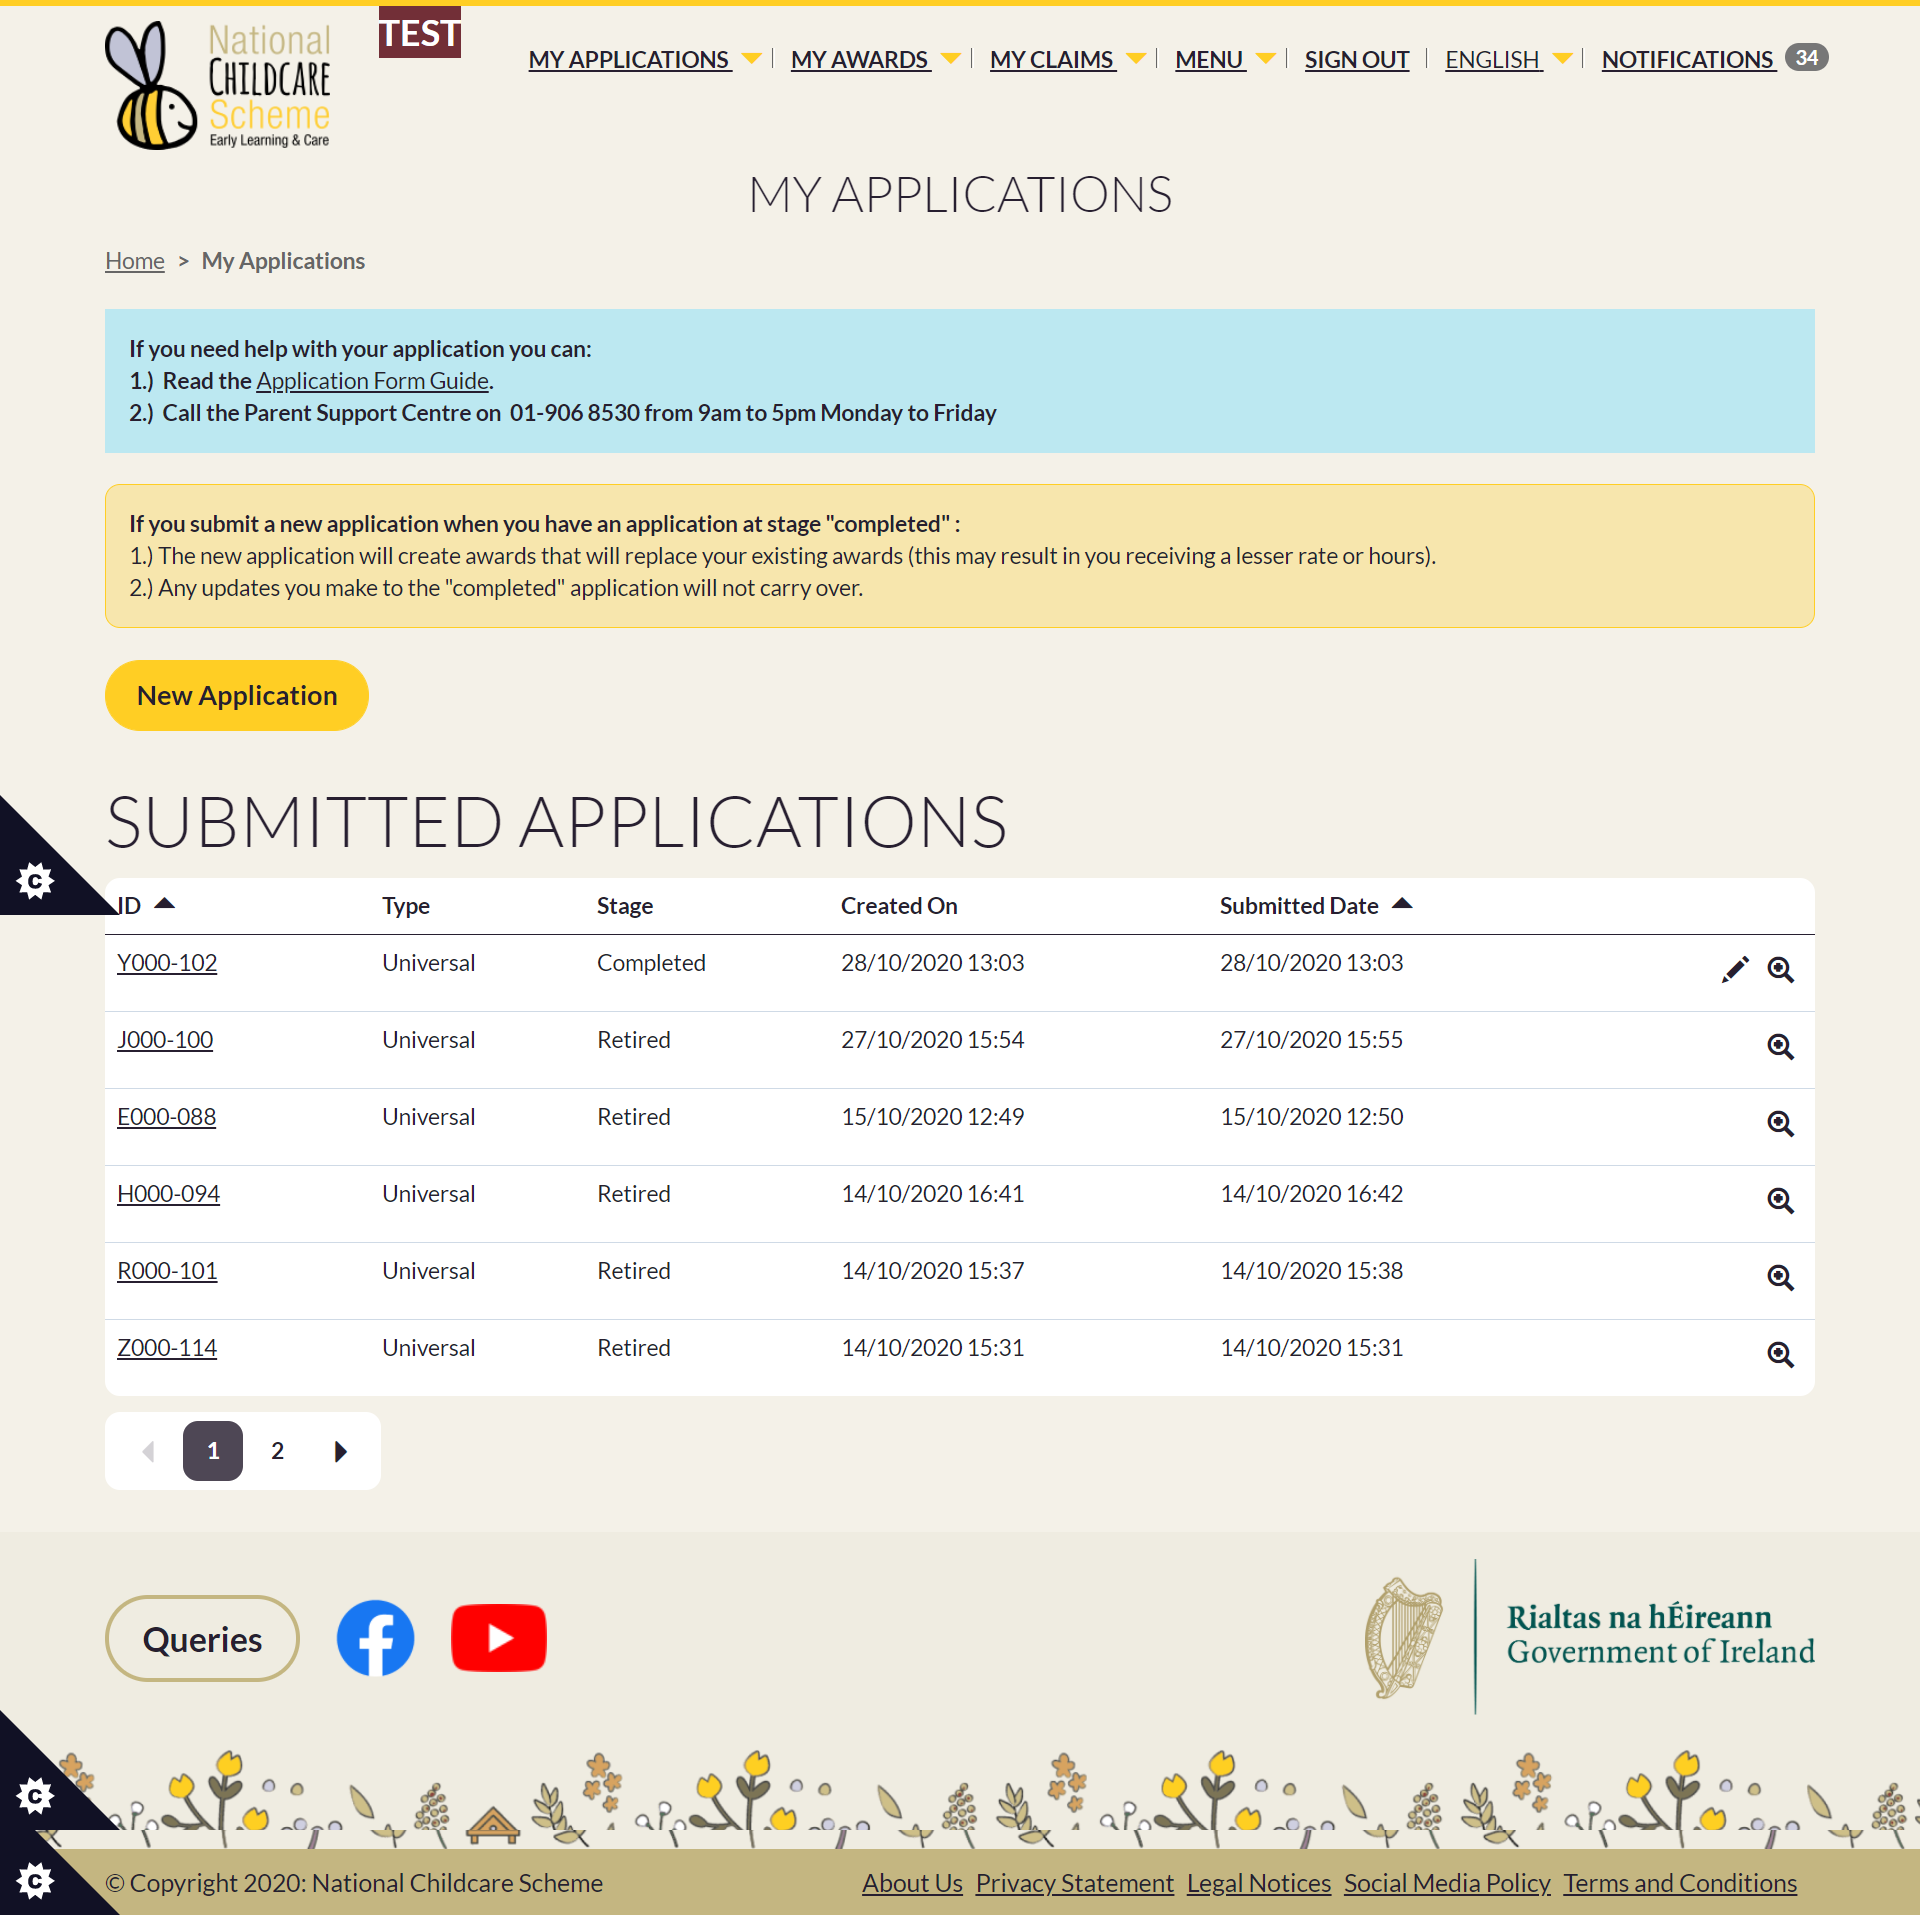 National
CHILDCARE
Scheme
Early Learning & Care
TEST
MY APPLICATIONS
MY AWARDS
MY CLAIMS
MENU
SIGN OUT
ENGLISH
NOTIFICATIONS 34
MY APPLICATIONS
Home > My Applications
If you need help with your application you can:
1.) Read the Application Form Guide.
2.) Call the Parent Support Centre on 01-906 8530 from 9am to 5pm Monday to Friday
If you submit a new application when you have an application at stage "completed" :
1.) The new application will create awards that will replace your existing awards (this may result in you receiving a lesser rate or hours).
2.) Any updates you make to the "completed" application will not carry over.
New Application
SUBMITTED APPLICATIONS
ID Type Stage Created On Submitted Date
Y000-102 Universal Completed 28/10/2020 13:03 28/10/2020 13:03
J000-100 Universal Retired 27/10/2020 15:54 27/10/2020 15:55
E000-088 Universal Retired 15/10/2020 12:49 15/10/2020 12:50
H000-094 Universal Retired 14/10/2020 16:41 14/10/2020 16:42
R000-101 Universal Retired 14/10/2020 15:37 14/10/2020 15:38
Z000-114 Universal Retired 14/10/2020 15:31 14/10/2020 15:31
1 2
Queries
Rialtas na hÉireann
Government of Ireland
© Copyright 2020: National Childcare Scheme
About Us Privacy Statement Legal Notices Social Media Policy Terms and Conditions